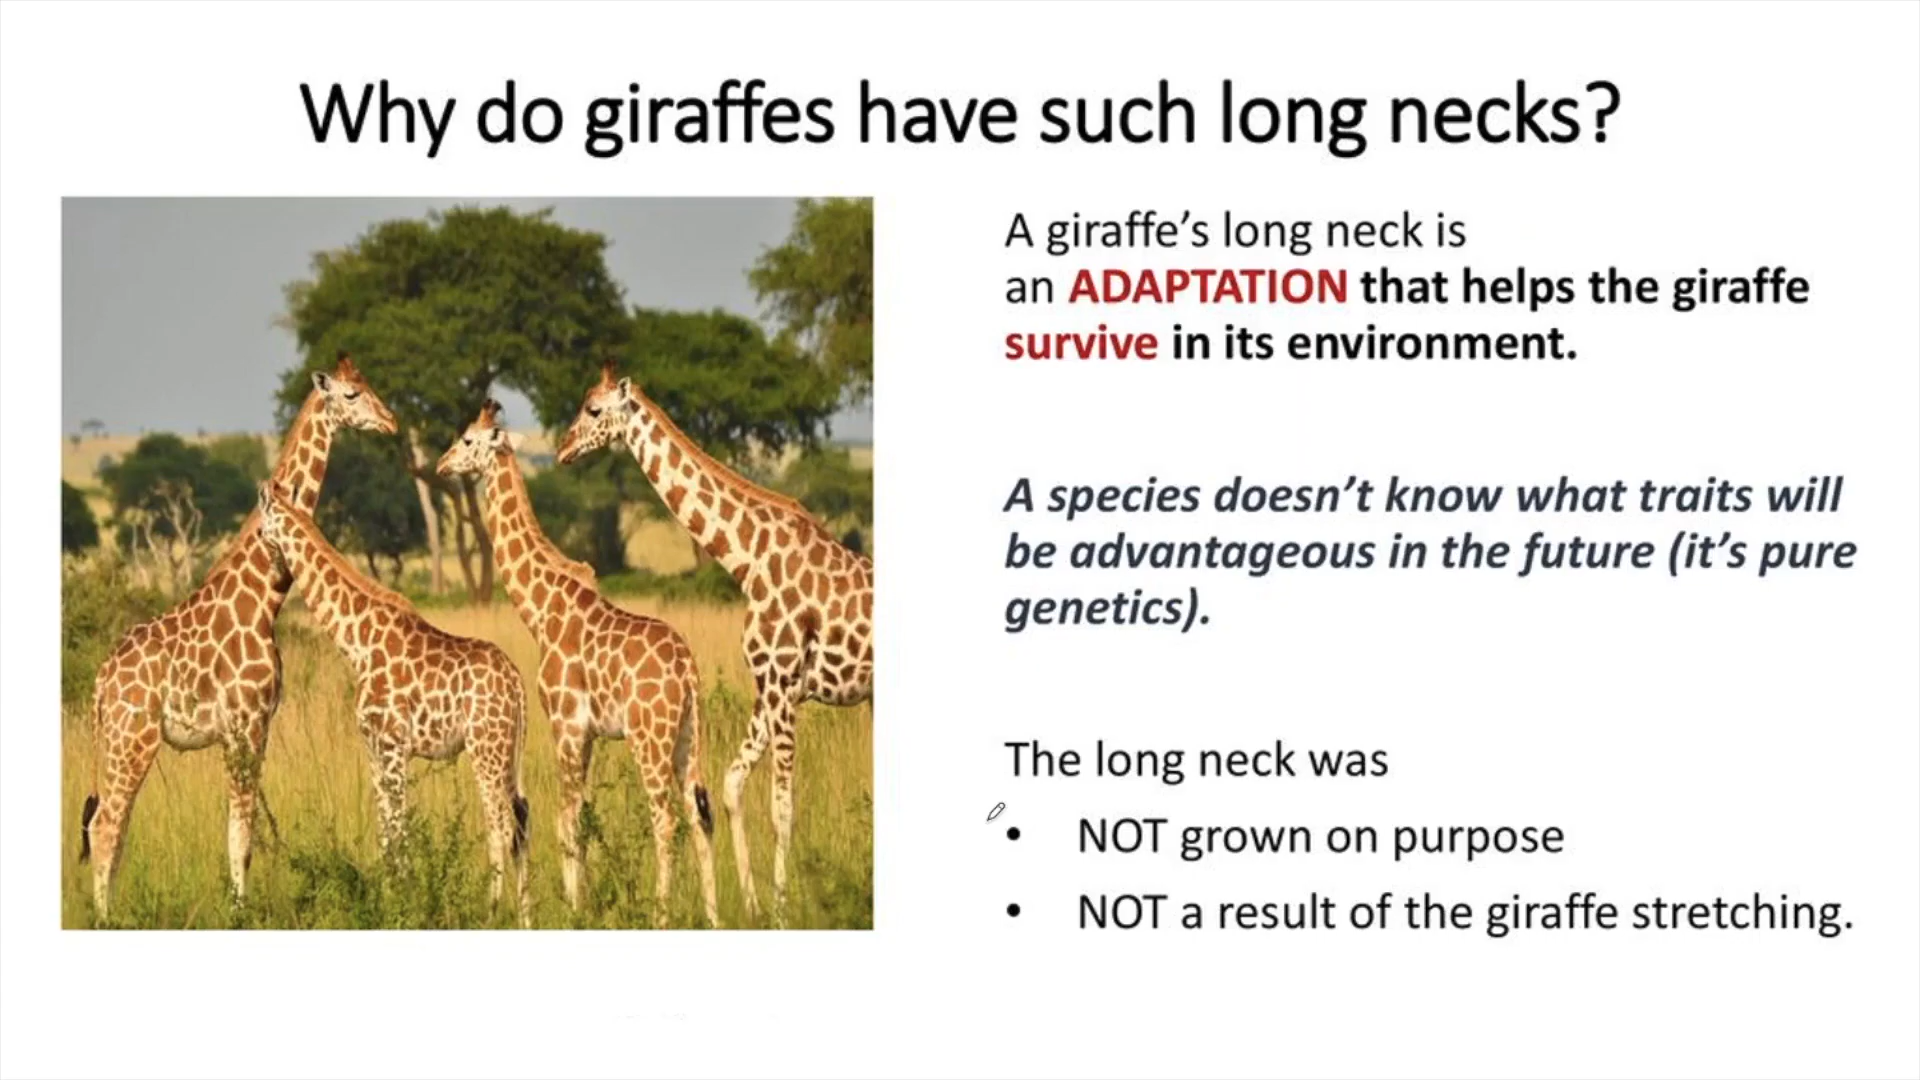 Why do giraffes have such long necks?
A giraffe’s long neck is
an ADAPTATION that helps the giraffe
survive in its environment.
A species doesn’t know what traits will
be advantageous in the future (it’s pure
genetics).
The long neck was
• NOT grown on purpose
• NOT a result of the giraffe stretching.